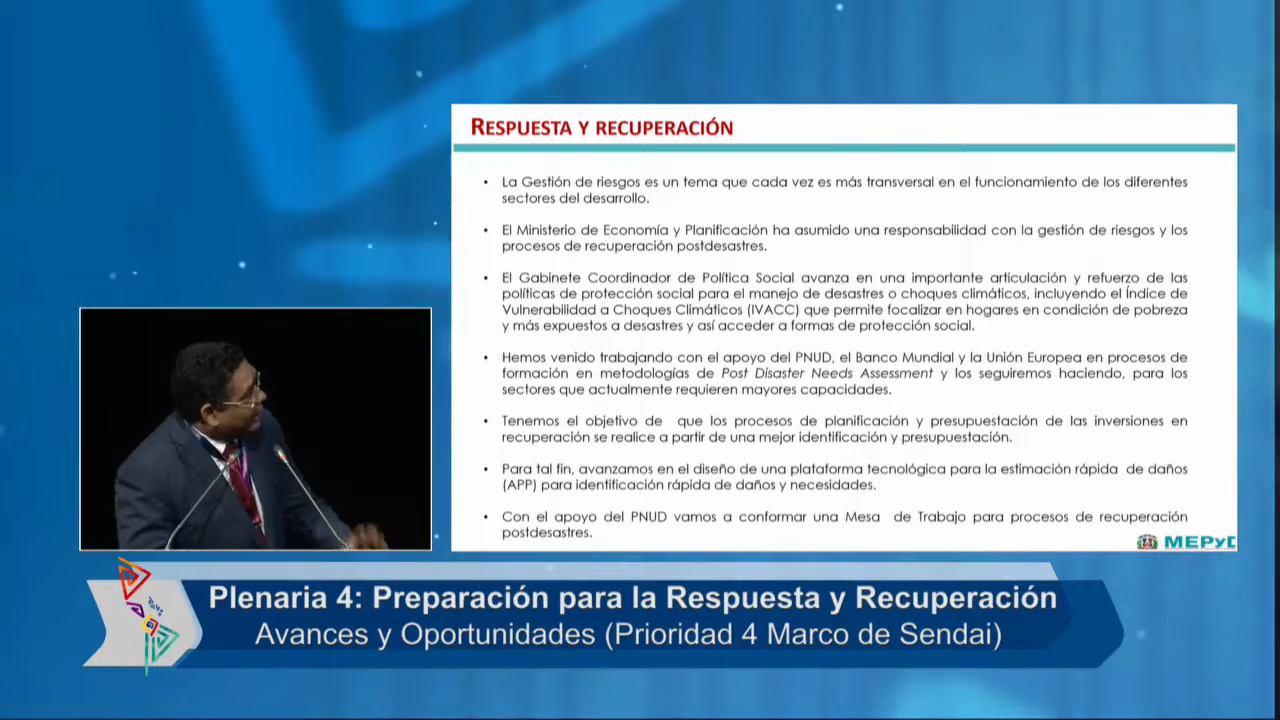 RESPUESTA Y RECUPERACIÓN
• La Gestión de riesgos es un tema que cada vez es más transversal en el funcionamiento de los diferentes
sectores del desarrollo.
• El Ministerio de Economía y Planificación ha asumido una responsabilidad con la gestión de riesgos y los
procesos de recuperación postdesastres.
• El Gabinete Coordinador de Política Social avanza en una importante articulación y refuerzo de las
políticas de protección social para el manejo de desastres o choques climáticos, incluyendo el Índice de
Vulnerabilidad a Choques Climáticos (IVACC) que permite focalizar en hogares en condición de pobreza
y más expuestos a desastres y así acceder a formas de protección social.
• Hemos venido trabajando con el apoyo del PNUD, el Banco Mundial y la Unión Europea en procesos de
formación en metodologías de Post Disaster Needs Assessment y los seguiremos haciendo, para los
sectores que actualmente requieren mayores capacidades.
• Tenemos el objetivo de que los procesos de planificación y presupuestación de las inversiones en
recuperación se realice a partir de una mejor identificación y presupuestación.
• Para tal fin, avanzamos en el diseño de una plataforma tecnológica para la estimación rápida de daños
(APP) para identificación rápida de daños y necesidades.
• Con el apoyo del PNUD vamos a conformar una Mesa de Trabajo para procesos de recuperación
postdesastres.
MEPyD
Plenaria 4: Preparación para la Respuesta y Recuperación
Avances y Oportunidades (Prioridad 4 Marco de Sendai)